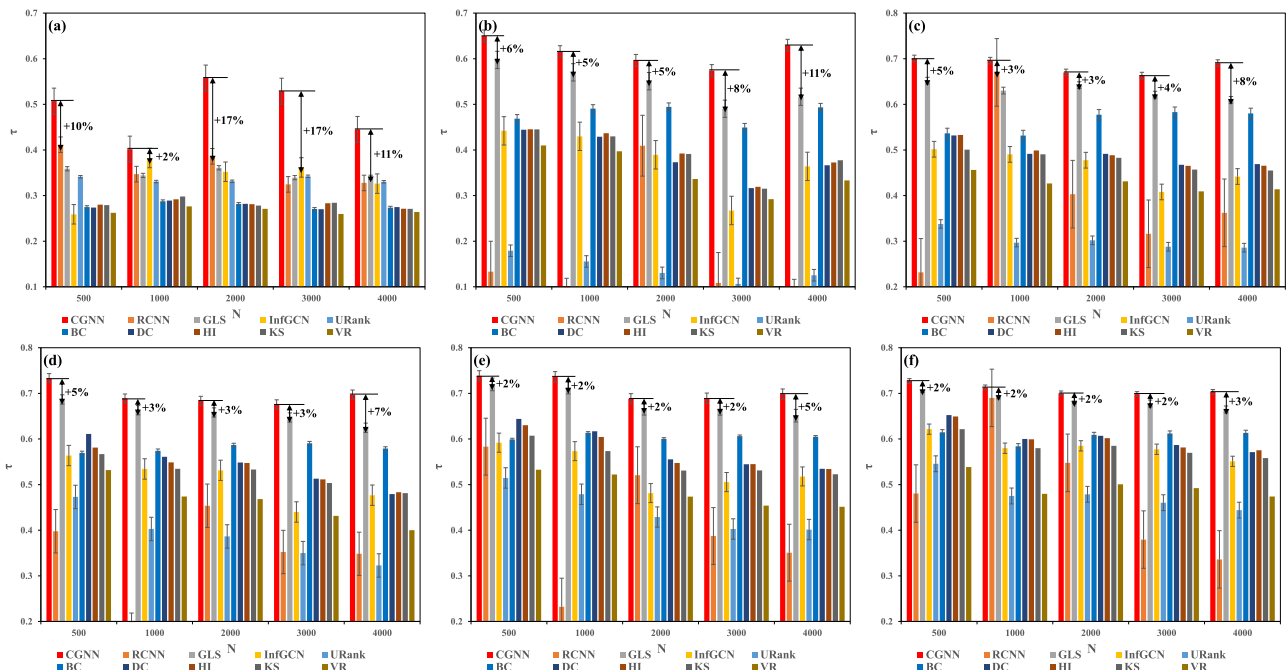 (a)
0.7
0.6
0.5
0.4
0.3
0.2
0.1
τ
+10%
+2%
+17%
+17%
+11%
500 1000 2000 3000 4000
N
CGNN RCNN GLS InfGCN URank
BC DC HI KS VR
(b)
0.7
0.6
0.5
0.4
0.3
0.2
0.1
τ
+6%
+5%
+5%
+8%
+11%
500 1000 2000 3000 4000
N
CGNN RCNN GLS InfGCN URank
BC DC HI KS VR
(c)
0.8
0.7
0.6
0.5
0.4
0.3
0.2
τ
+5%
+3%
+3%
+4%
+8%
500 1000 2000 3000 4000
N
CGNN RCNN GLS InfGCN URank
BC DC HI KS VR
(d)
0.8
0.7
0.6
0.5
0.4
0.3
0.2
τ
+5%
+3%
+3%
+3%
+7%
500 1000 2000 3000 4000
N
CGNN RCNN GLS InfGCN URank
BC DC HI KS VR
(e)
0.8
0.7
0.6
0.5
0.4
0.3
0.2
τ
+2%
+2%
+2%
+2%
+5%
500 1000 2000 3000 4000
N
CGNN RCNN GLS InfGCN URank
BC DC HI KS VR
(f)
0.8
0.7
0.6
0.5
0.4
0.3
0.2
τ
+2%
+2%
+2%
+2%
+3%
500 1000 2000 3000 4000
N
CGNN RCNN GLS InfGCN URank
BC DC HI KS VR